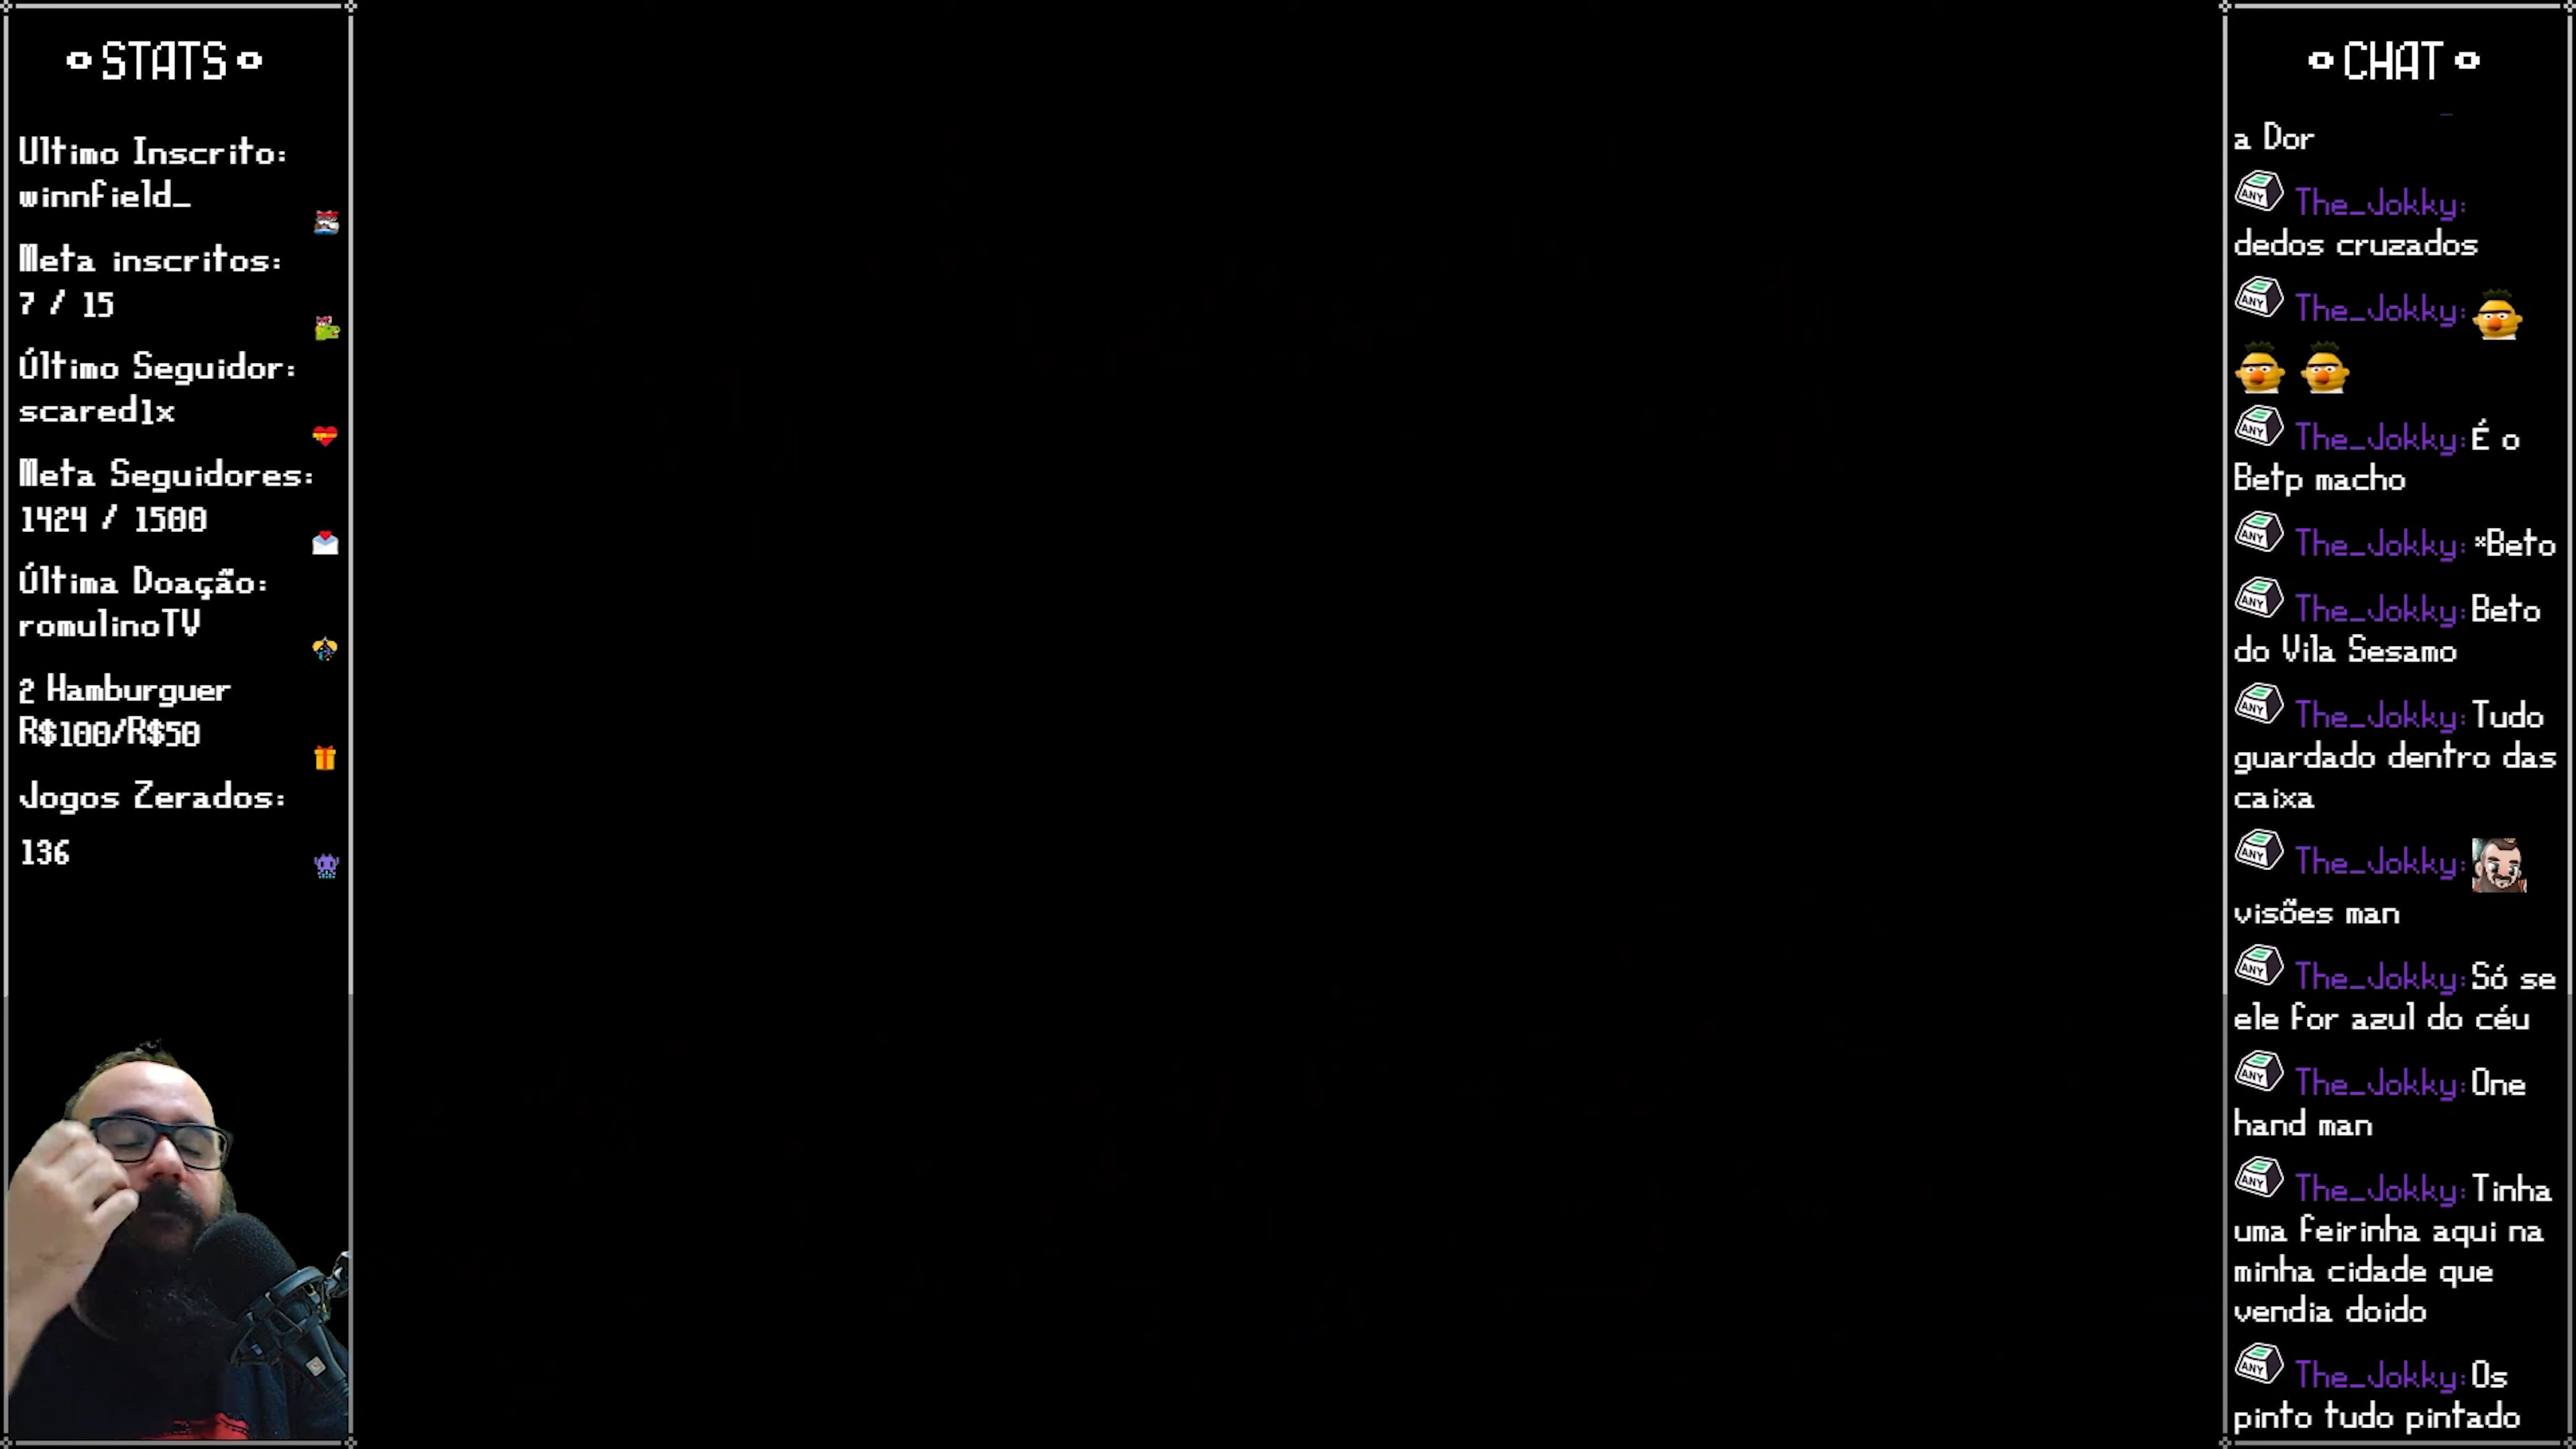 STATS
Ultimo Inscrito:
winnfield_
Meta inscritos:
7 / 15
Último Seguidor:
scared1x
Meta Seguidores:
1424 / 1500
Última Doação:
romulinoTV
2 Hamburguer
R$100/R$50
Jogos Zerados:
136
CHAT
a Dor
The_Jokky:
dedos cruzados
The_Jokky:
The_Jokky: É o
Betp macho
The_Jokky: *Beto
The_Jokky: Beto
do Vila Sesamo
The_Jokky: Tudo
guardado dentro das
caixa
The_Jokky:
visões man
The_Jokky: Só se
ele for azul do céu
The_Jokky: One
hand man
The_Jokky: Tinha
uma feirinha aqui na
minha cidade que
vendia doido
The_Jokky: Os
pinto tudo pintado